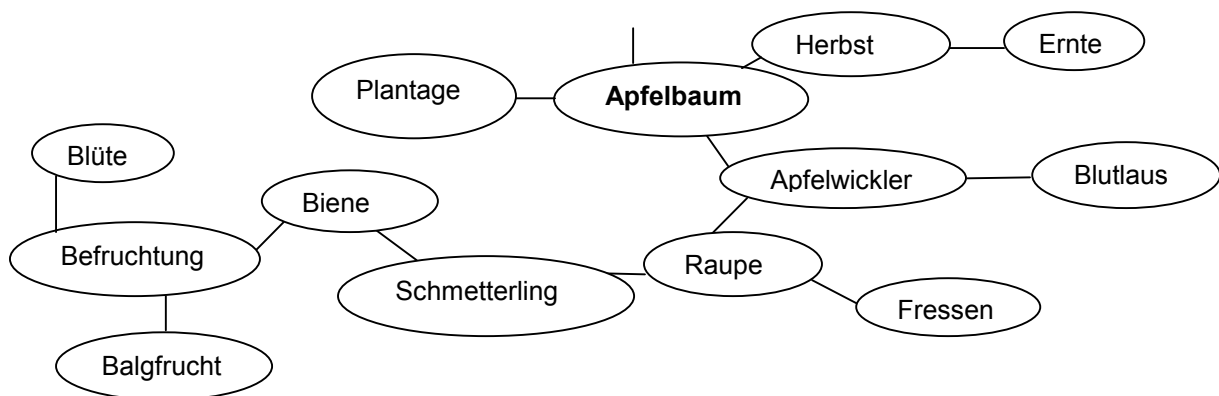 Herbst
Ernte
Plantage
Apfelbaum
Blüte
Apfelwickler
Blutlaus
Biene
Befruchtung
Raupe
Schmetterling
Fressen
Balgfrucht